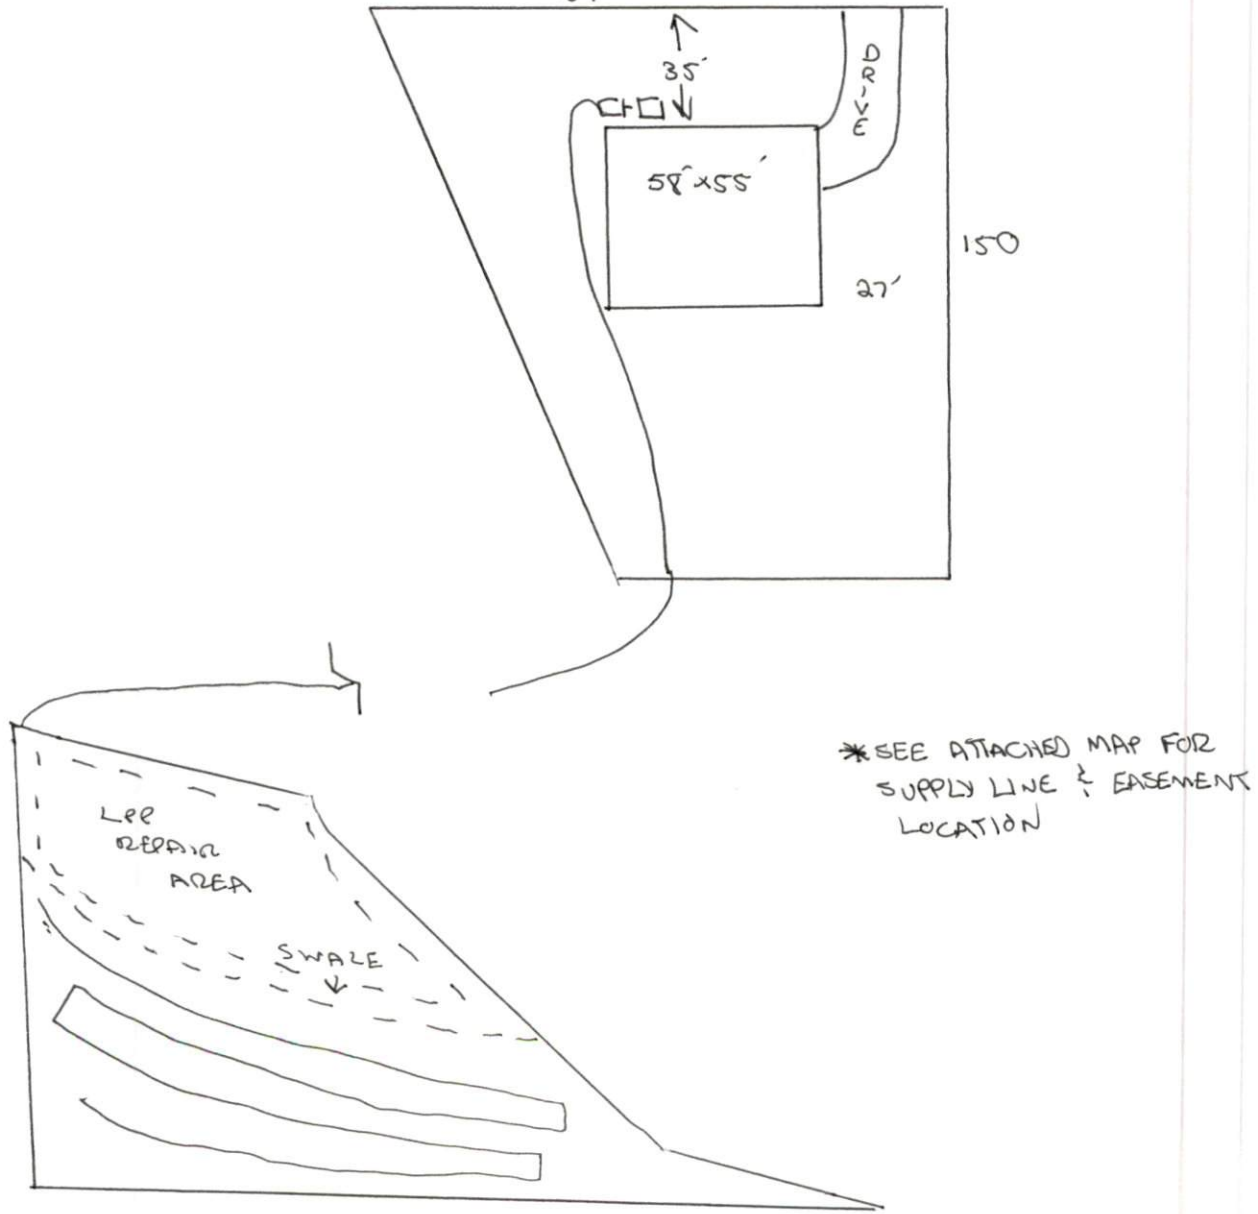 35'
DRIVE
58'x55'
150
27'
*SEE ATTACHED MAP FOR
SUPPLY LINE & EASEMENT
LOCATION
LPP
REPAIR
AREA
SWALE